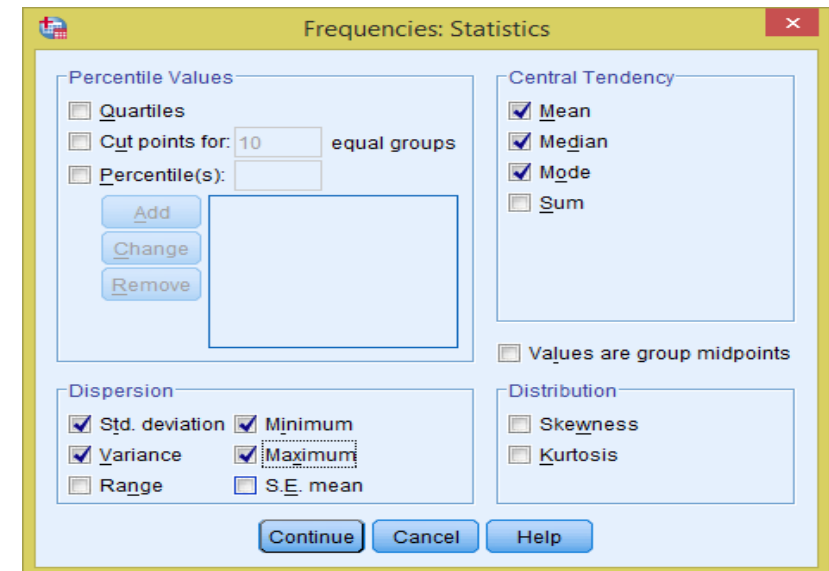 Frequencies: Statistics
Percentile Values
Quartiles
Cut points for: 10 equal groups
Percentile(s):
Add
Change
Remove
Central Tendency
Mean
Median
Mode
Sum
Values are group midpoints
Dispersion
Std. deviation Minimum
Variance Maximum
Range S.E. mean
Distribution
Skewness
Kurtosis
Continue Cancel Help